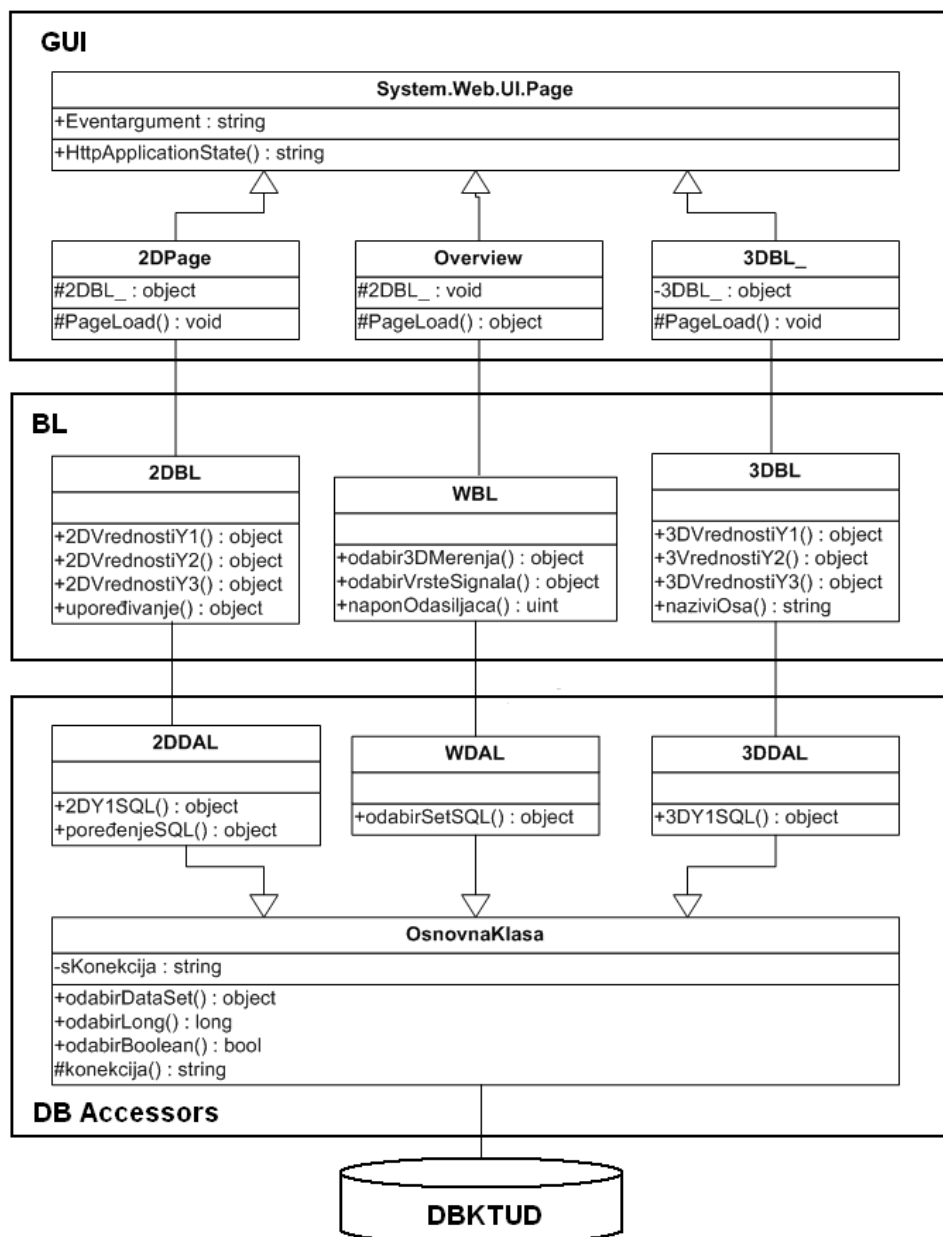 GUI
System.Web.UI.Page
+Eventargument : string
+HttpApplicationState() : string
2DPage
#2DBL_ : object
#PageLoad() : void
Overview
#2DBL_ : void
#PageLoad() : object
3DBL_
-3DBL_ : object
#PageLoad() : void
BL
2DBL
+2DVrednostiY1() : object
+2DVrednostiY2() : object
+2DVrednostiY3() : object
+upoređivanje() : object
WBL
+odabir3DMerenja() : object
+odabirVrsteSignala() : object
+naponOdasiljaca() : uint
3DBL
+3DVrednostiY1() : object
+3VrednostiY2() : object
+3DVrednostiY3() : object
+naziviOsa() : string
2DDAL
+2DY1SQL() : object
+poređenjeSQL() : object
WDAL
+odabirSetSQL() : object
3DDAL
+3DY1SQL() : object
OsnovnaKlasa
-sKonekcija : string
+odabirDataSet() : object
+odabirLong() : long
+odabirBoolean() : bool
#konekcija() : string
DB Accessors
DBKTUD